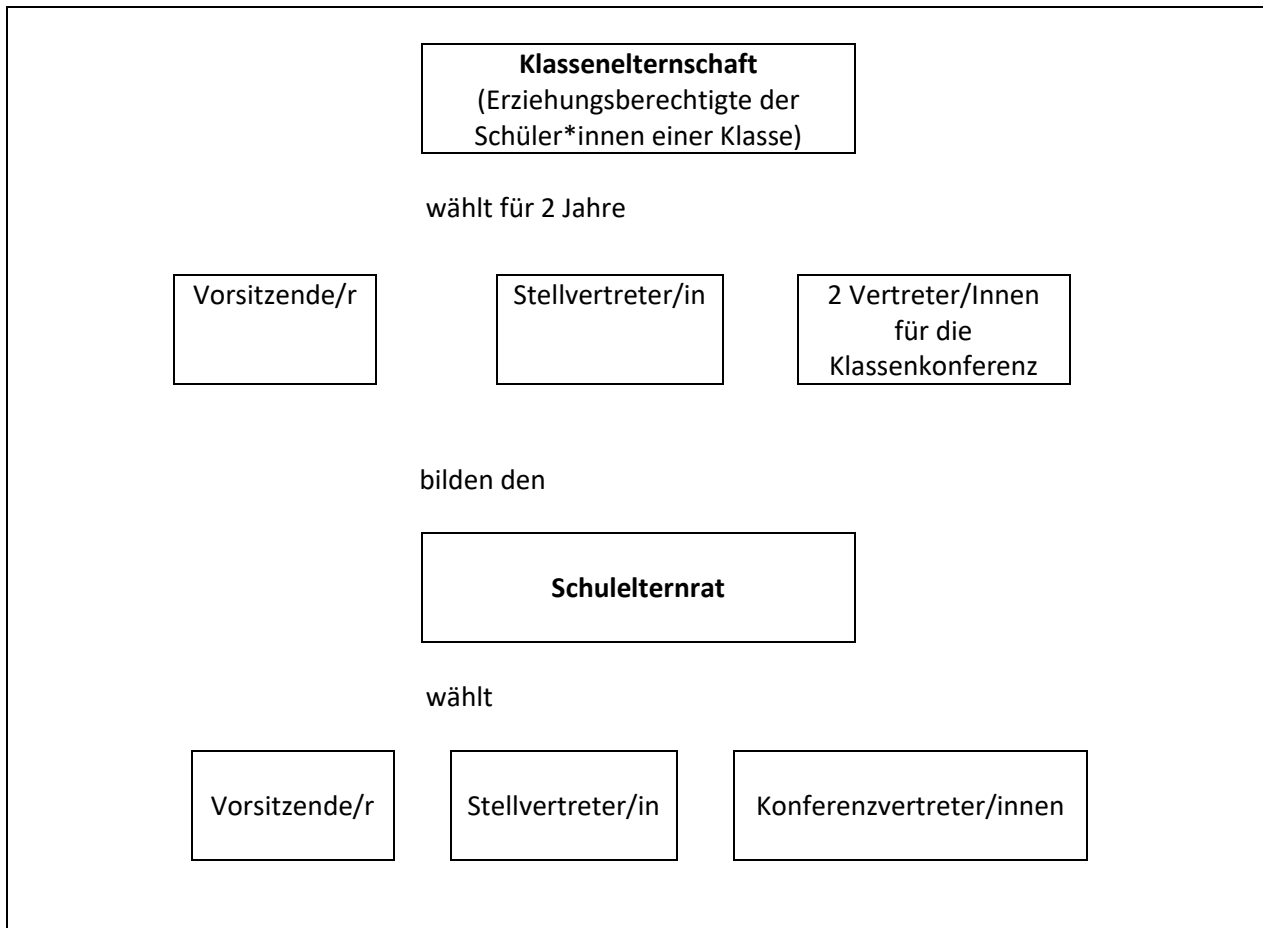 Klassenelternschaft
(Erziehungsberechtigte der
Schüler*innen einer Klasse)
wählt für 2 Jahre
Vorsitzende/r
Stellvertreter/in
2 Vertreter/Innen
für die
Klassenkonferenz
bilden den
Schulelternrat
wählt
Vorsitzende/r
Stellvertreter/in
Konferenzvertreter/innen